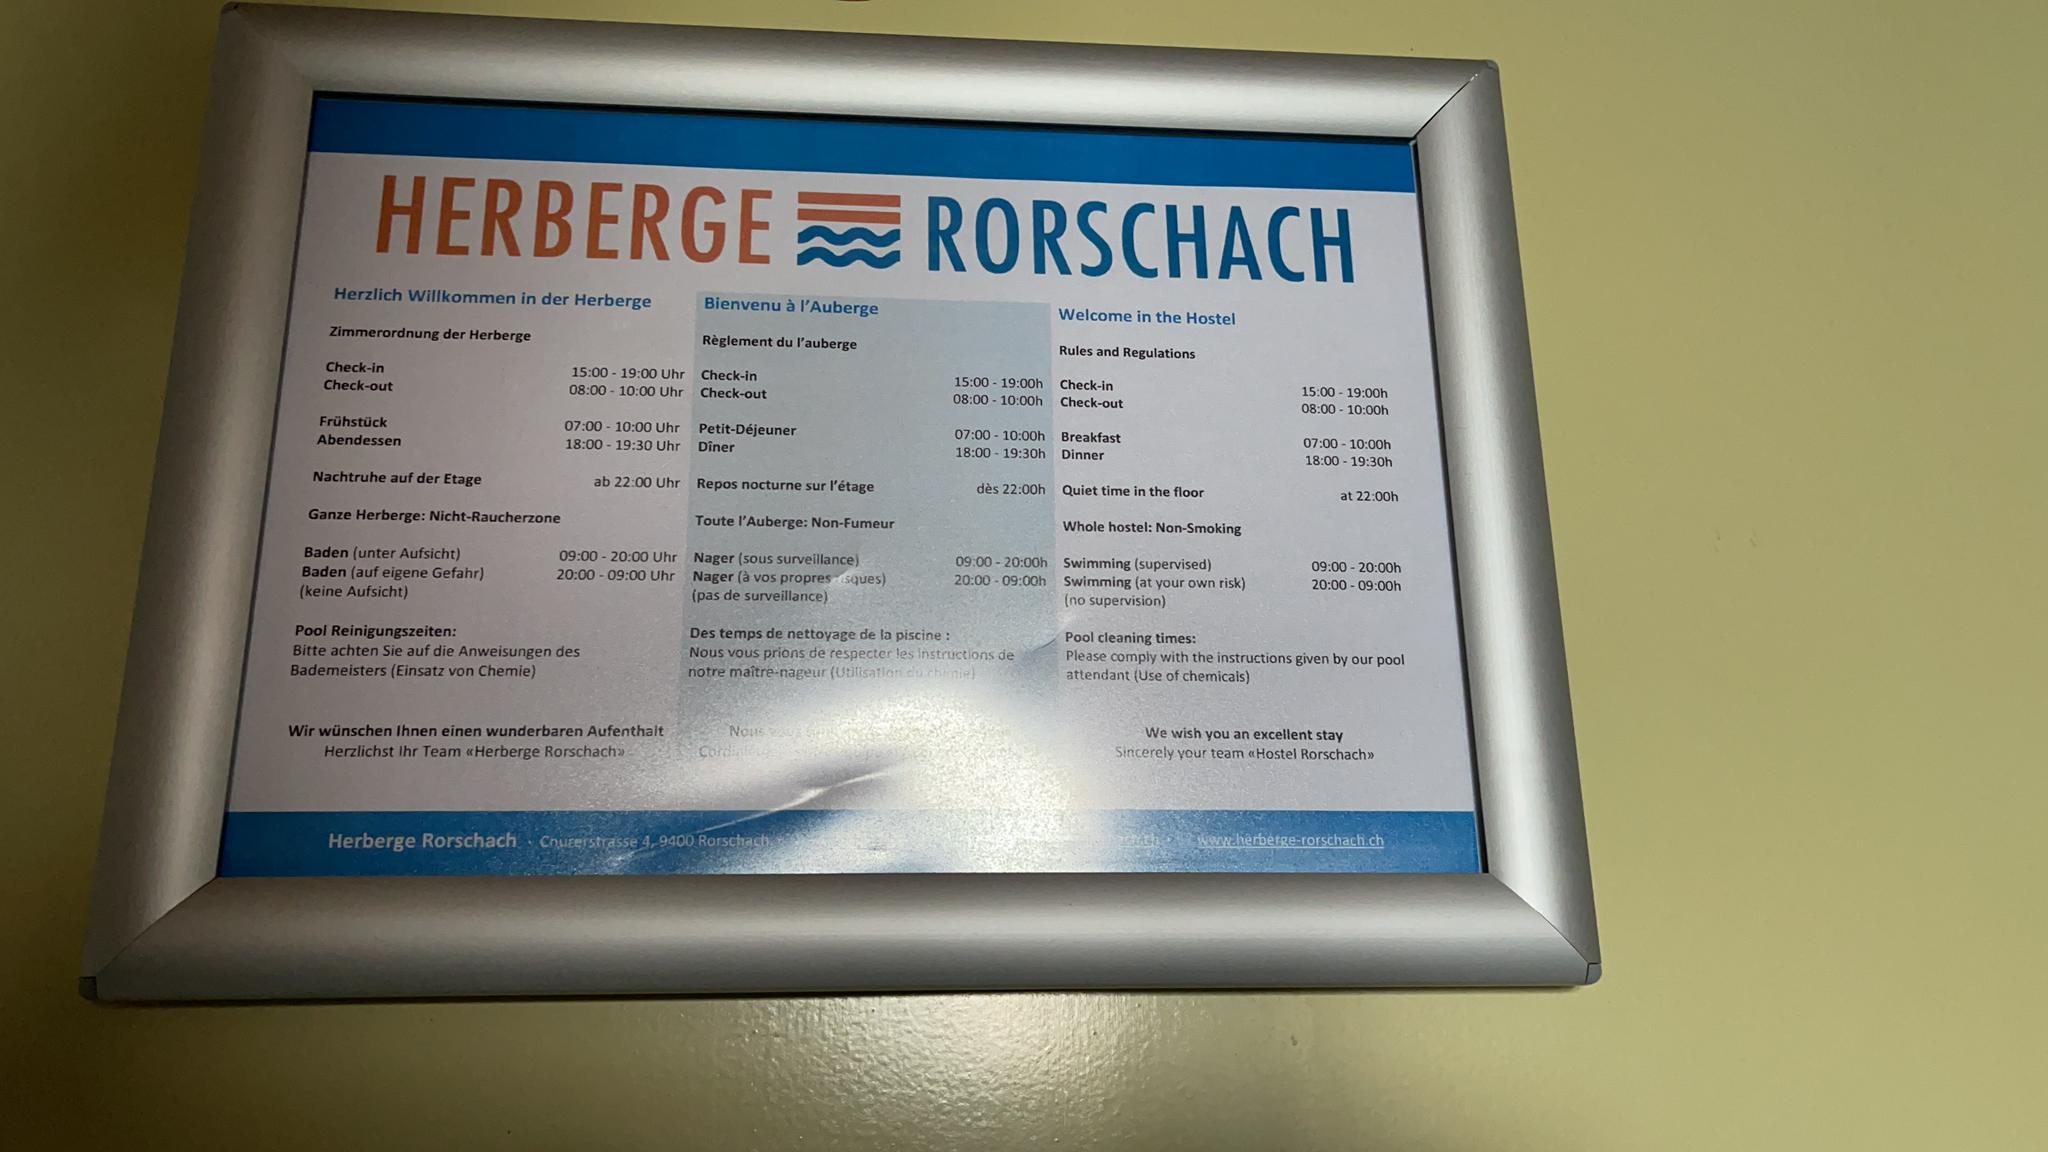 HERBERGE RORSCHACH
Herzlich Willkommen in der Herberge
Zimmerordnung der Herberge
Check-in 15:00 - 19:00 Uhr
Check-out 08:00 - 10:00 Uhr
Frühstück 07:00 - 10:00 Uhr
Abendessen 18:00 - 19:30 Uhr
Nachtruhe auf der Etage ab 22:00 Uhr
Ganze Herberge: Nicht-Raucherzone
Baden (unter Aufsicht) 09:00 - 20:00 Uhr
Baden (auf eigene Gefahr) 20:00 - 09:00 Uhr
(keine Aufsicht)
Pool Reinigungszeiten:
Bitte achten Sie auf die Anweisungen des
Bademeisters (Einsatz von Chemie)
Wir wünschen Ihnen einen wunderbaren Aufenthalt
Herzlichst Ihr Team «Herberge Rorschach»
Bienvenu à l'Auberge
Règlement du l'auberge
Check-in 15:00 - 19:00h
Check-out 08:00 - 10:00h
Petit-Déjeuner 07:00 - 10:00h
Dîner 18:00 - 19:30h
Repos nocturne sur l'étage dès 22:00h
Toute l'Auberge: Non-Fumeur
Nager (sous surveillance) 09:00 - 20:00h
Nager (à vos propres risques) 20:00 - 09:00h
(pas de surveillance)
Des temps de nettoyage de la piscine :
Nous vous prions de respecter les instructions de
notre maître-nageur (Utilisation du chimie)
Nous vous
Welcome in the Hostel
Rules and Regulations
Check-in 15:00 - 19:00h
Check-out 08:00 - 10:00h
Breakfast 07:00 - 10:00h
Dinner 18:00 - 19:30h
Quiet time in the floor at 22:00h
Whole hostel: Non-Smoking
Swimming (supervised) 09:00 - 20:00h
Swimming (at your own risk) 20:00 - 09:00h
(no supervision)
Pool cleaning times:
Please comply with the instructions given by our pool
attendant (Use of chemicals)
We wish you an excellent stay
Sincerely your team «Hostel Rorschach»
Herberge Rorschach · Churerstrasse 4, 9400 Rorschach · www.herberge-rorschach.ch